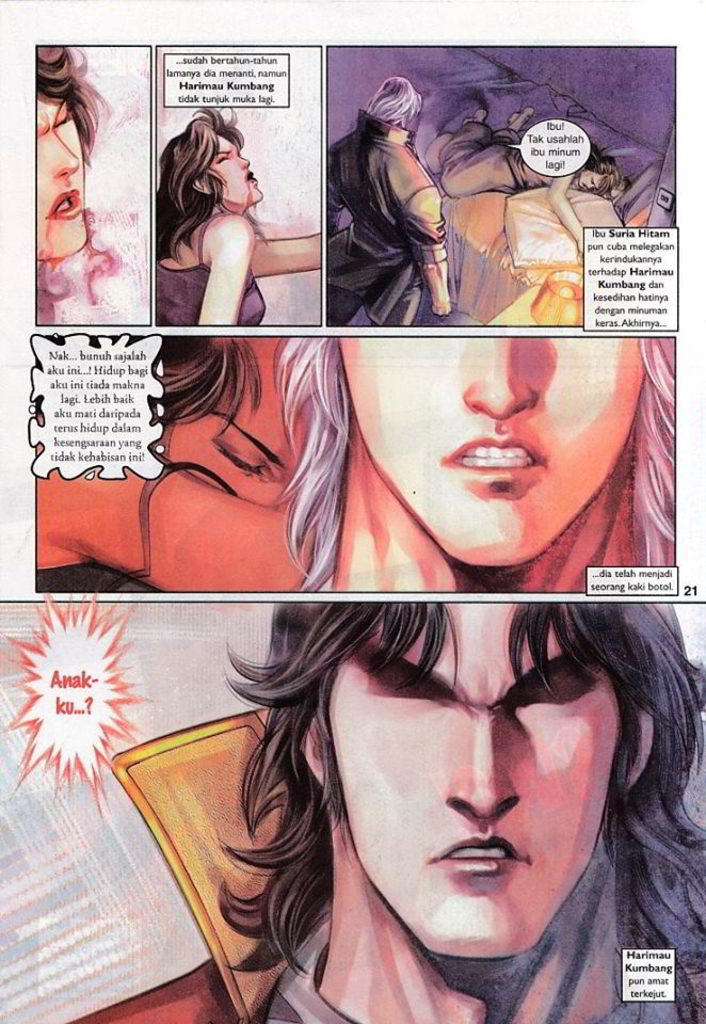 ...sudah bertahun-tahun
lamanya dia menanti, namun
Harimau Kumbang
tidak tunjuk muka lagi.
Ibu!
Tak usahlah
ibu minum
lagi!
Ibu Suria Hitam
pun cuba melegakan
kerindukannya
terhadap Harimau
Kumbang dan
kesedihan hatinya
dengan minuman
keras. Akhirnya...
Nak... bunuh sajalah
aku ini...! Hidup bagi
aku ini tiada makna
lagi. Lebih baik
aku mati daripada
terus hidup dalam
kesengsaraan yang
tidak kehabisan ini!
...dia telah menjadi
seorang kaki botol.
21
Anak-
ku...?
Harimau
Kumbang
pun amat
terkejut.